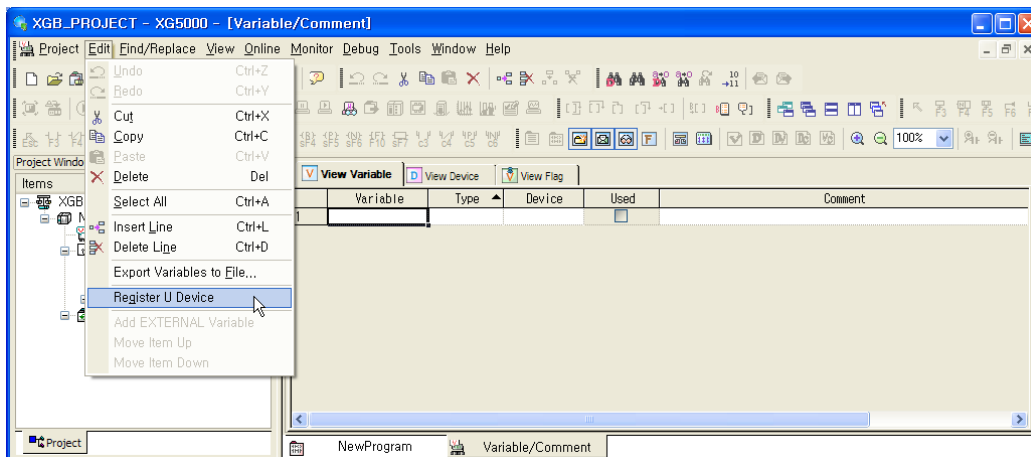 XGB_PROJECT - XG5000 - [Variable/Comment]
Project Edit Find/Replace View Online Monitor Debug Tools Window Help
Undo Ctrl+Z
Redo Ctrl+Y
Cut Ctrl+X
Copy Ctrl+C
Paste Ctrl+V
Delete Del
Select All Ctrl+A
Insert Line Ctrl+L
Delete Line Ctrl+D
Export Variables to File...
Register U Device
Add EXTERNAL Variable
Move Item Up
Move Item Down
100%
Project Windo
Items
XGB
View Variable View Device View Flag
Variable Type Device Used Comment
1
Project
NewProgram Variable/Comment